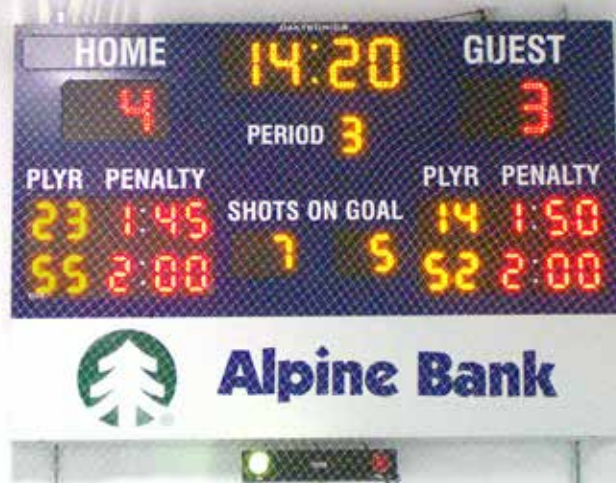 DAKTRONICS
HOME 14:20 GUEST
4 PERIOD 3 3
PLYR PENALTY PLYR PENALTY
23 1:45 SHOTS ON GOAL 14 1:50
55 2:00 7 5 52 2:00
Alpine Bank